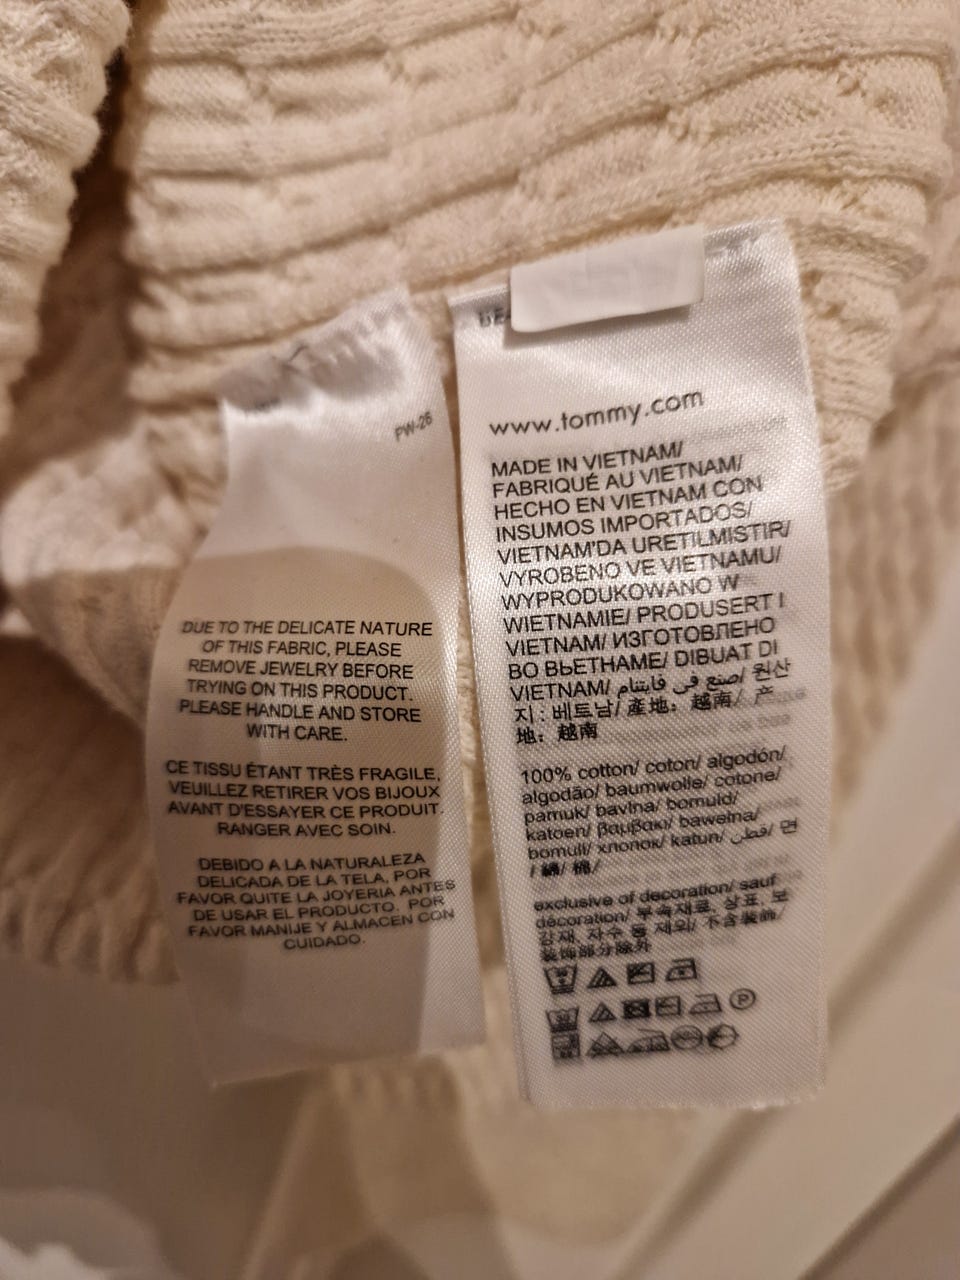 PW-26
DUE TO THE DELICATE NATURE
OF THIS FABRIC, PLEASE
REMOVE JEWELRY BEFORE
TRYING ON THIS PRODUCT.
PLEASE HANDLE AND STORE
WITH CARE.
CE TISSU ÉTANT TRÈS FRAGILE,
VEUILLEZ RETIRER VOS BIJOUX
AVANT D'ESSAYER CE PRODUIT.
RANGER AVEC SOIN.
DEBIDO A LA NATURALEZA
DELICADA DE LA TELA, POR
FAVOR QUITE LA JOYERIA ANTES
DE USAR EL PRODUCTO. POR
FAVOR MANIJE Y ALMACEN CON
CUIDADO.
www.tommy.com
MADE IN VIETNAM/
FABRIQUÉ AU VIETNAM/
HECHO EN VIETNAM CON
INSUMOS IMPORTADOS/
VIETNAM'DA URETILMISTIR/
VYROBENO VE VIETNAMU/
WYPRODUKOWANO W
WIETNAMIE/ PRODUSERT I
VIETNAM/ ИЗГОТОВЛЕНО
ВО ВЬЕТНАМЕ/ DIBUAT DI
VIETNAM/ صنع في فايتنام/ 원산
지: 베트남/ 產地: 越南/ 产
地: 越南
100% cotton/ coton/ algodón/
algodão/ baumwolle/ cotone/
pamuk/ bavlna/ bomuld/
katoen/ βαμβακι/ bawełna/
bomull/ хлопок/ katun/ قطن/ 면
/ 綿/ 棉/
exclusive of decoration/ sauf
décoration/ 부속재료, 상표, 보
강재, 자수 등 제외/ 不含裝飾/
装饰部分除外
P